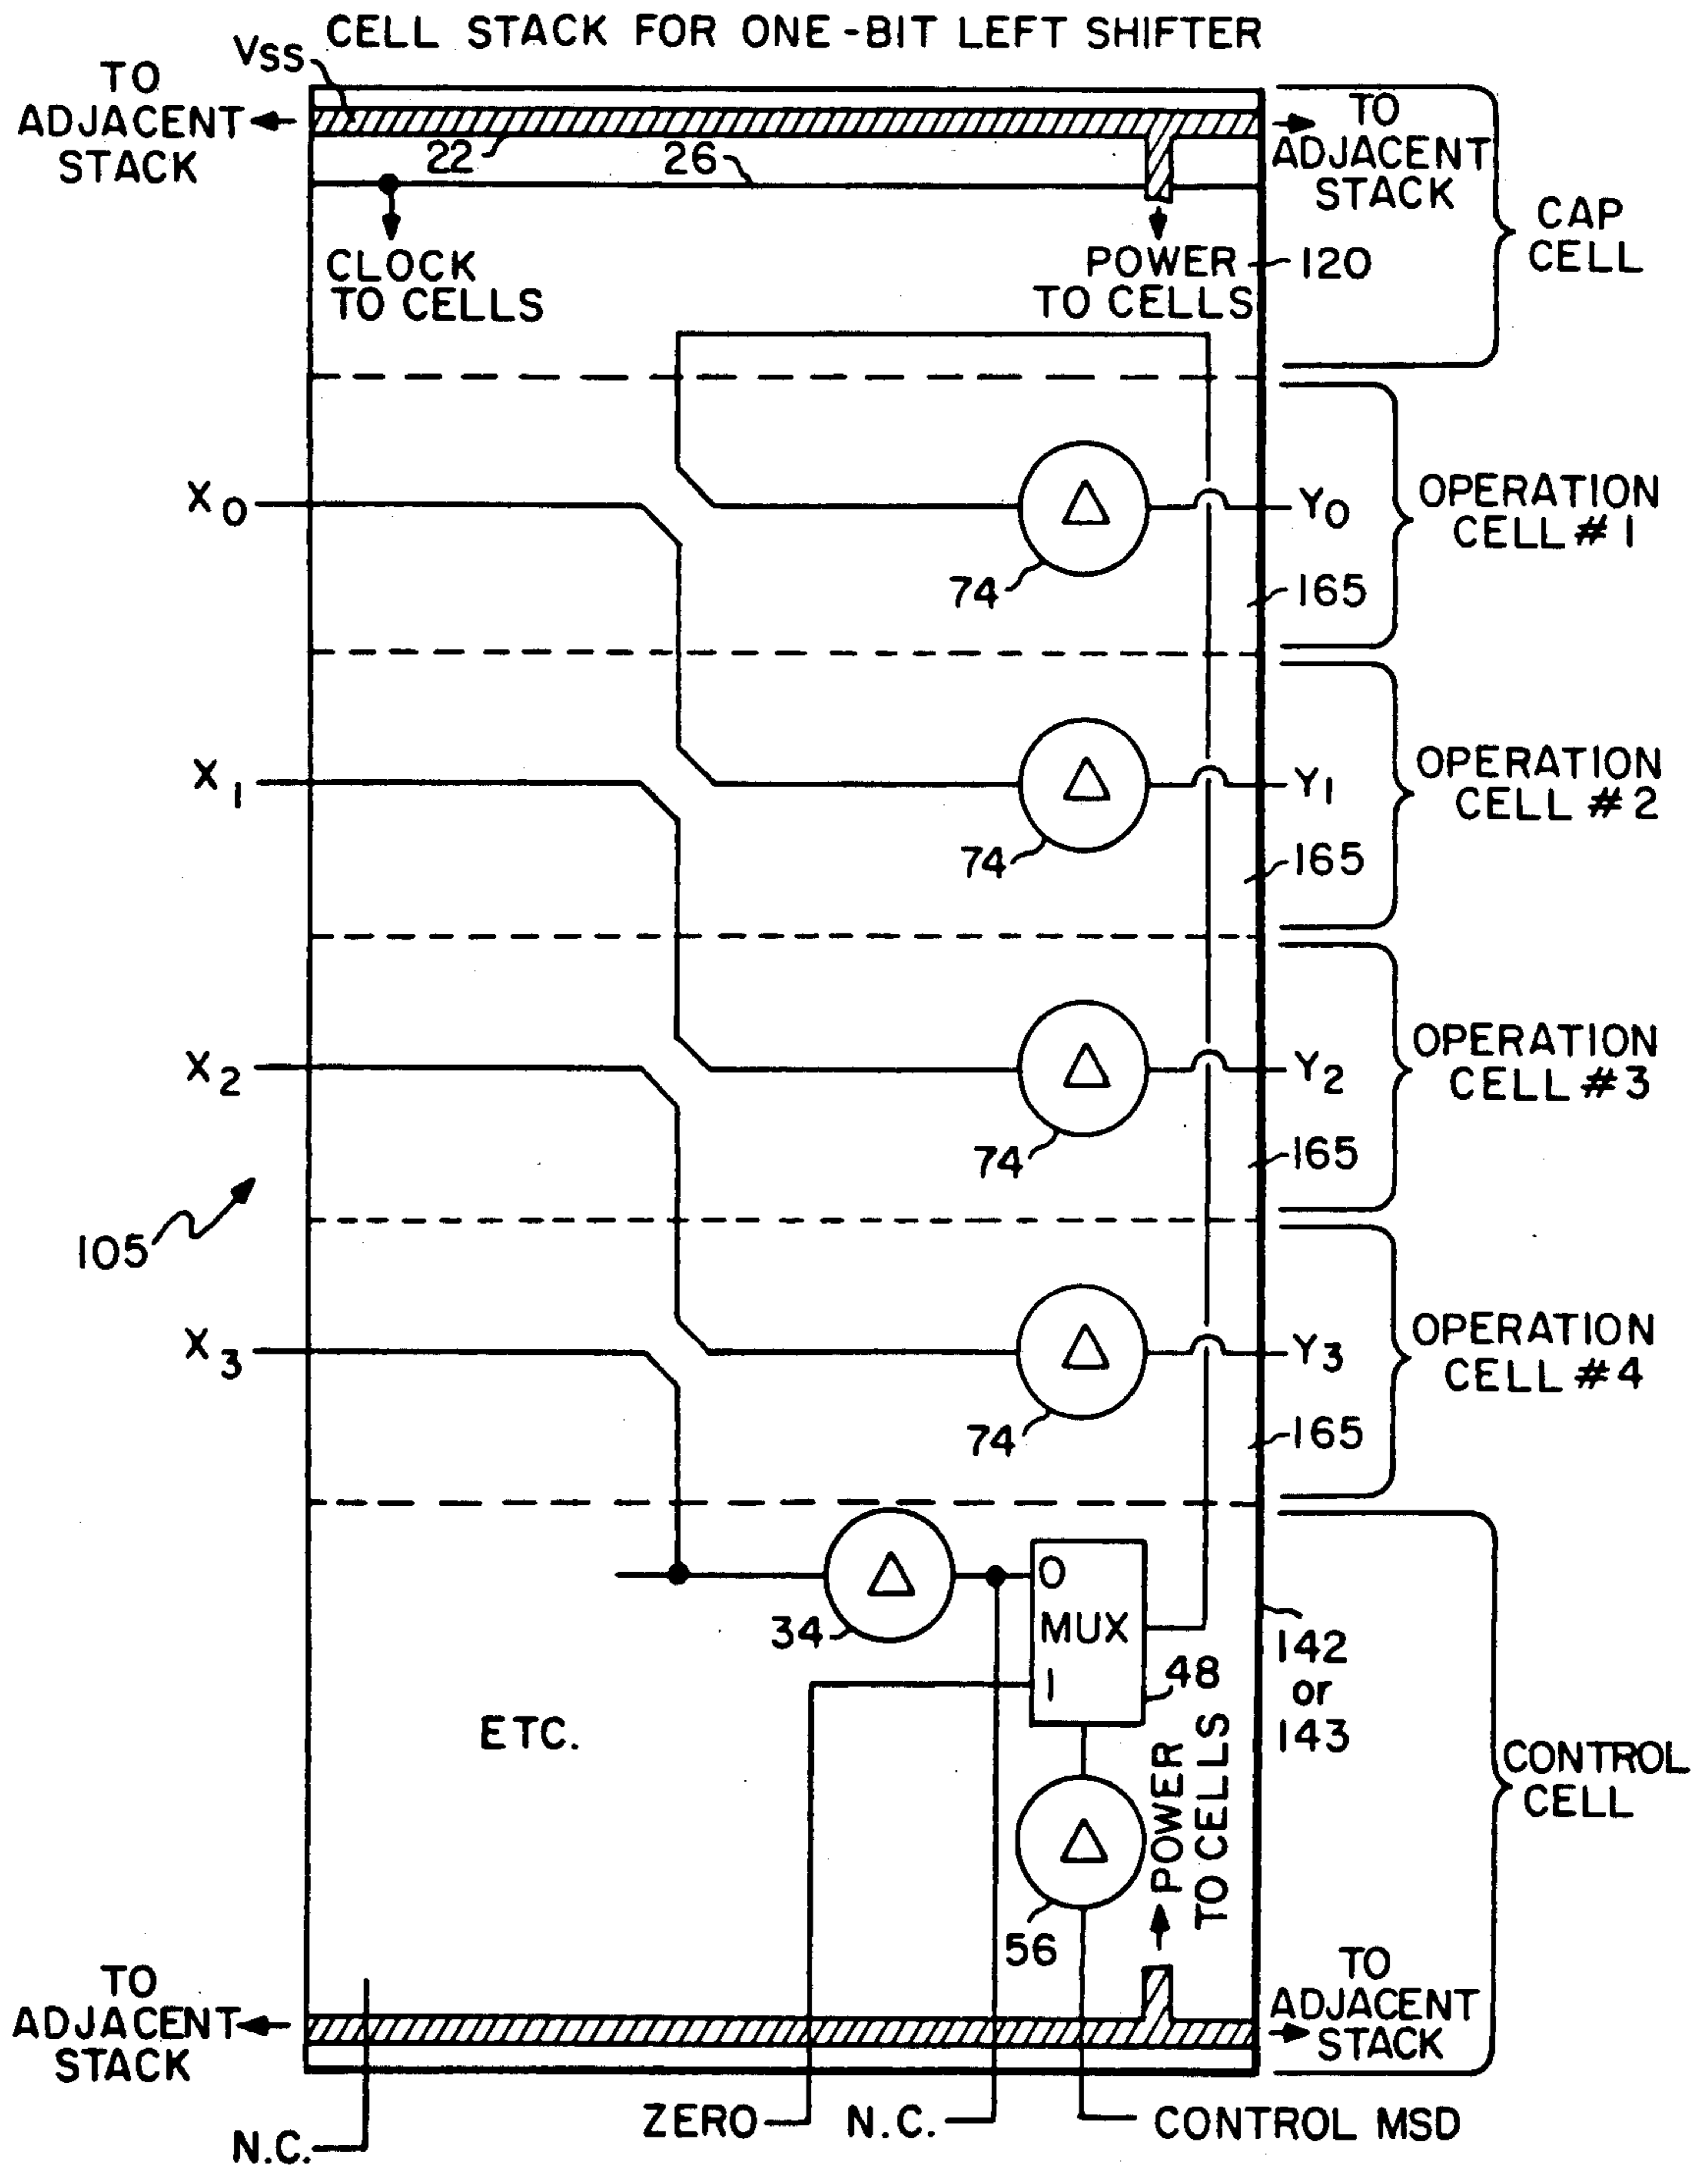 CELL STACK FOR ONE-BIT LEFT SHIFTER
VSS
TO
ADJACENT
STACK
TO
ADJACENT
STACK
22
26
CAP
CELL
CLOCK
TO CELLS
POWER
TO CELLS
120
X0
Y0
74
165
OPERATION
CELL #1
X1
Y1
74
165
OPERATION
CELL #2
X2
Y2
74
165
OPERATION
CELL #3
105
X3
Y3
74
165
OPERATION
CELL #4
34
0
MUX
1
48
142
or
143
ETC.
POWER
TO CELLS
CONTROL
CELL
56
TO
ADJACENT
STACK
TO
ADJACENT
STACK
N.C.
ZERO
N.C.
CONTROL MSD